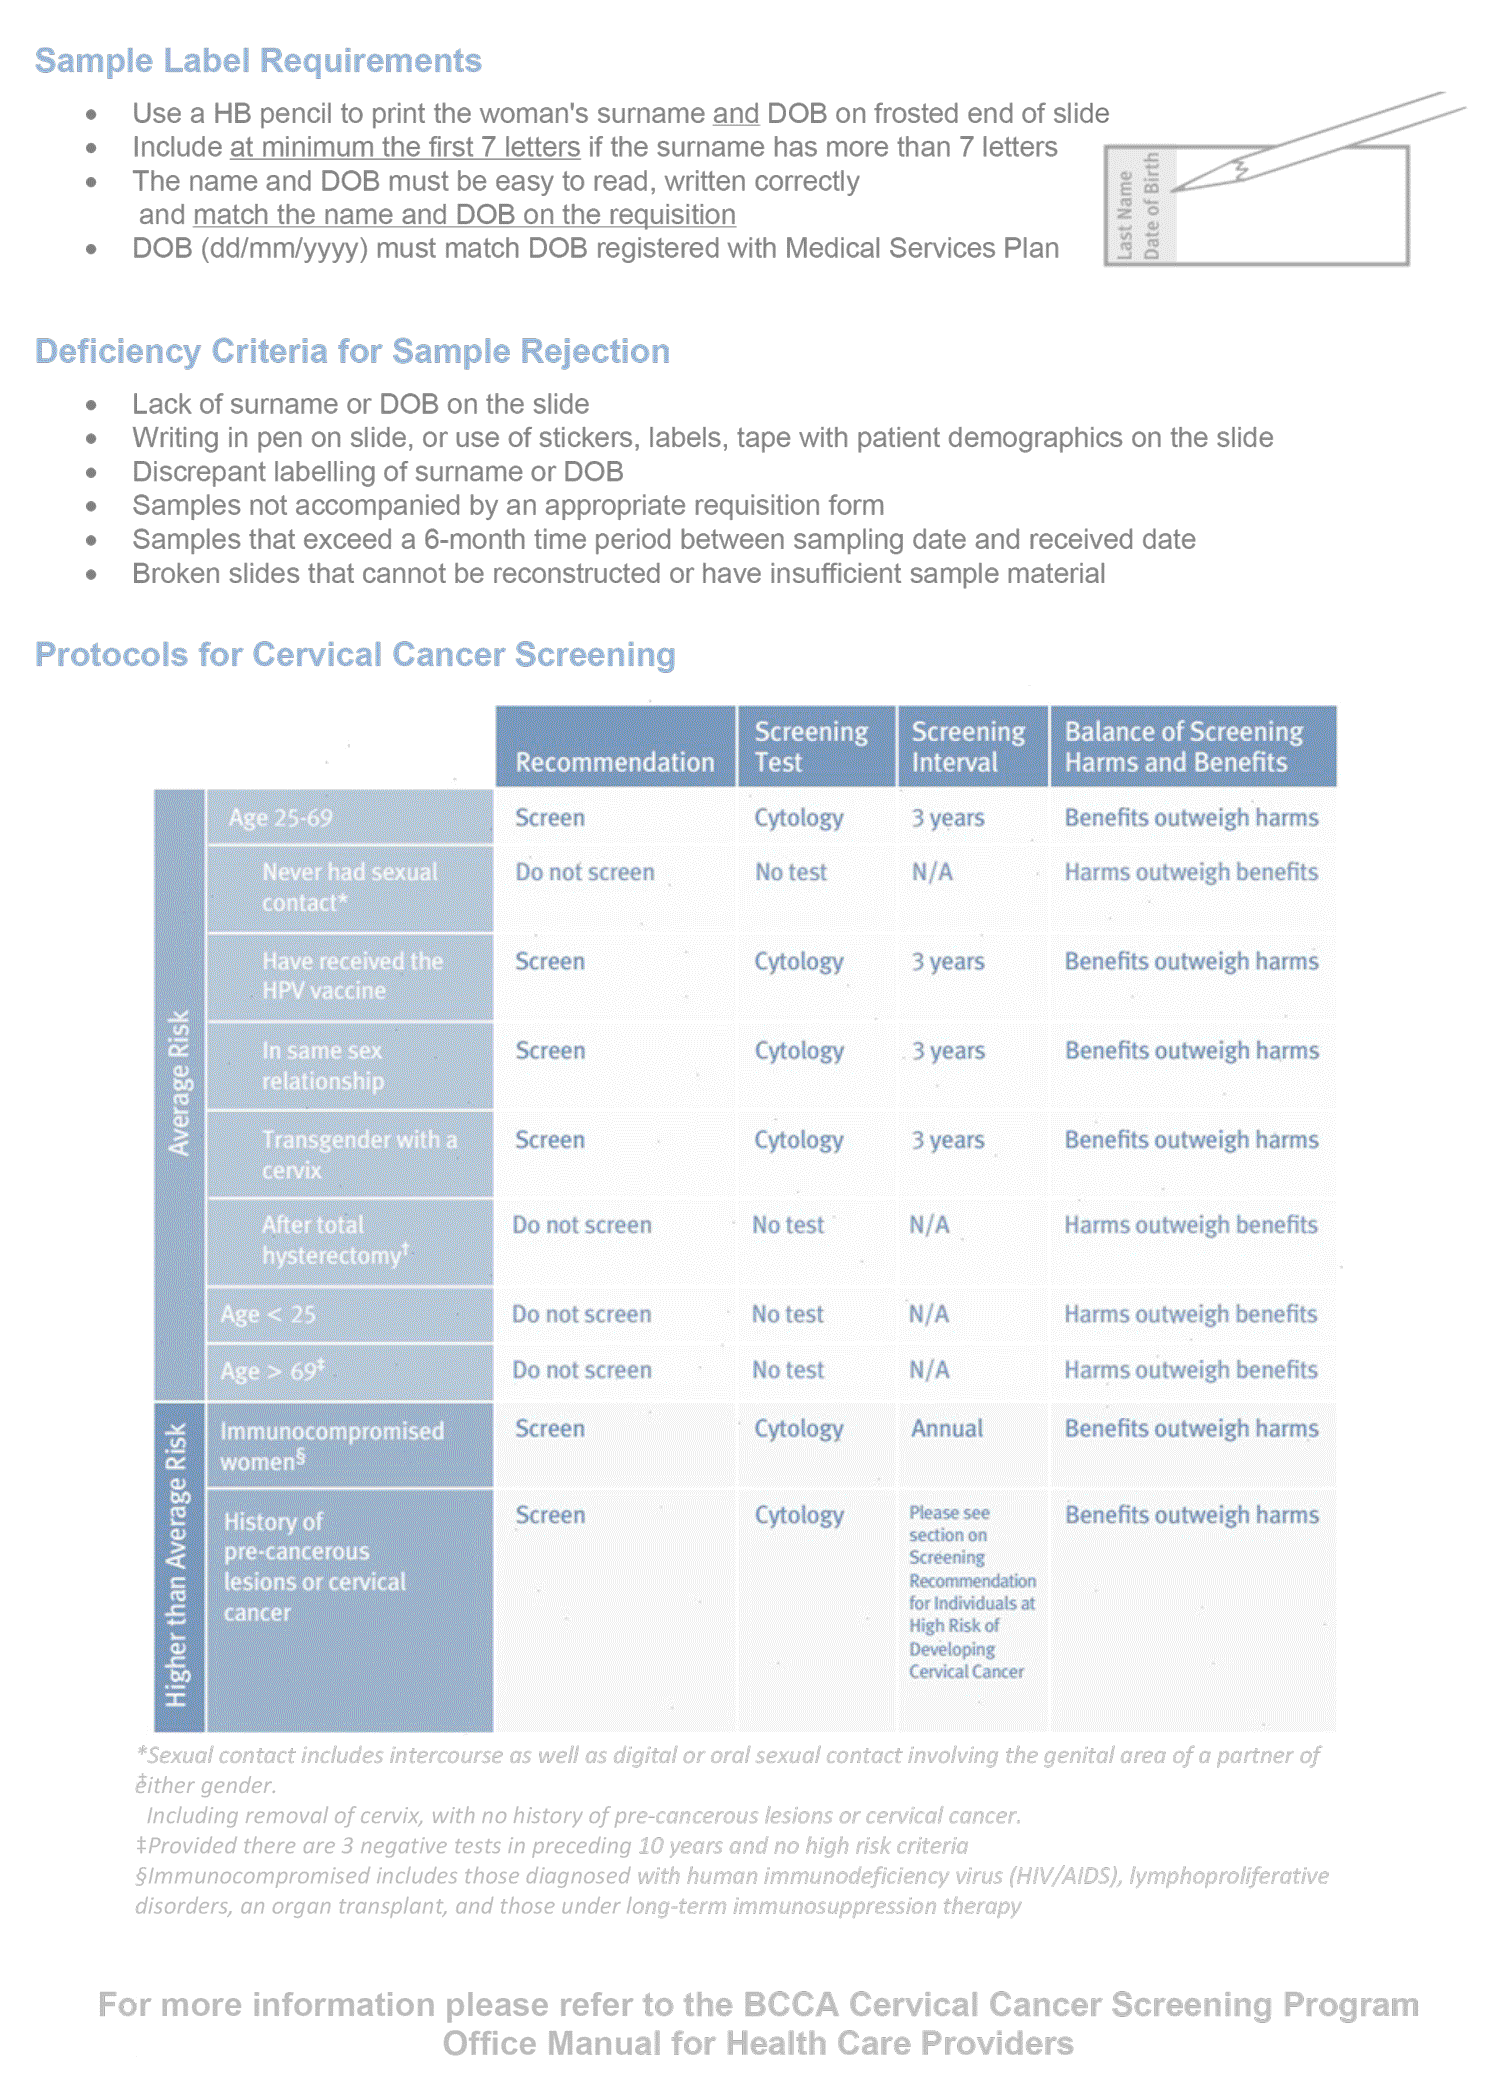 Sample Label Requirements
• Use a HB pencil to print the woman's surname and DOB on frosted end of slide
• Include at minimum the first 7 letters if the surname has more than 7 letters
• The name and DOB must be easy to read, written correctly
and match the name and DOB on the requisition
• DOB (dd/mm/yyyy) must match DOB registered with Medical Services Plan
Last Name
Date of Birth
Deficiency Criteria for Sample Rejection
• Lack of surname or DOB on the slide
• Writing in pen on slide, or use of stickers, labels, tape with patient demographics on the slide
• Discrepant labelling of surname or DOB
• Samples not accompanied by an appropriate requisition form
• Samples that exceed a 6-month time period between sampling date and received date
• Broken slides that cannot be reconstructed or have insufficient sample material
Protocols for Cervical Cancer Screening
Recommendation
Screening
Test
Screening
Interval
Balance of Screening
Harms and Benefits
Average Risk
Age 25-69 Screen Cytology 3 years Benefits outweigh harms
Never had sexual Do not screen No test N/A Harms outweigh benefits
contact*
Have received the Screen Cytology 3 years Benefits outweigh harms
HPV vaccine
In same sex Screen Cytology 3 years Benefits outweigh harms
relationship
Transgender with a Screen Cytology 3 years Benefits outweigh harms
cervix
After total Do not screen No test N/A Harms outweigh benefits
hysterectomy†
Age < 25 Do not screen No test N/A Harms outweigh benefits
Age > 69‡ Do not screen No test N/A Harms outweigh benefits
Higher than Average Risk
Immunocompromised Screen Cytology Annual Benefits outweigh harms
women§
History of
pre-cancerous
lesions or cervical
cancer
Screen
Cytology
Please see
section on
Screening
Recommendation
for Individuals at
High Risk of
Developing
Cervical Cancer
Benefits outweigh harms
*Sexual contact includes intercourse as well as digital or oral sexual contact involving the genital area of a partner of
either gender.
‡
Including removal of cervix, with no history of pre-cancerous lesions or cervical cancer.
‡Provided there are 3 negative tests in preceding 10 years and no high risk criteria
§Immunocompromised includes those diagnosed with human immunodeficiency virus (HIV/AIDS), lymphoproliferative
disorders, an organ transplant, and those under long-term immunosuppression therapy
For more information please refer to the BCCA Cervical Cancer Screening Program
Office Manual for Health Care Providers